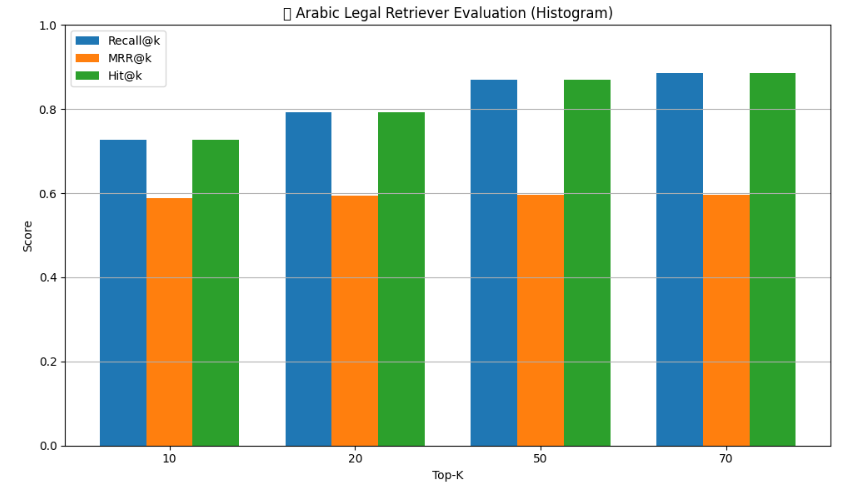 Arabic Legal Retriever Evaluation (Histogram)
Recall@k
MRR@k
Hit@k
Score
1.0
0.8
0.6
0.4
0.2
0.0
10 20 50 70
Top-K